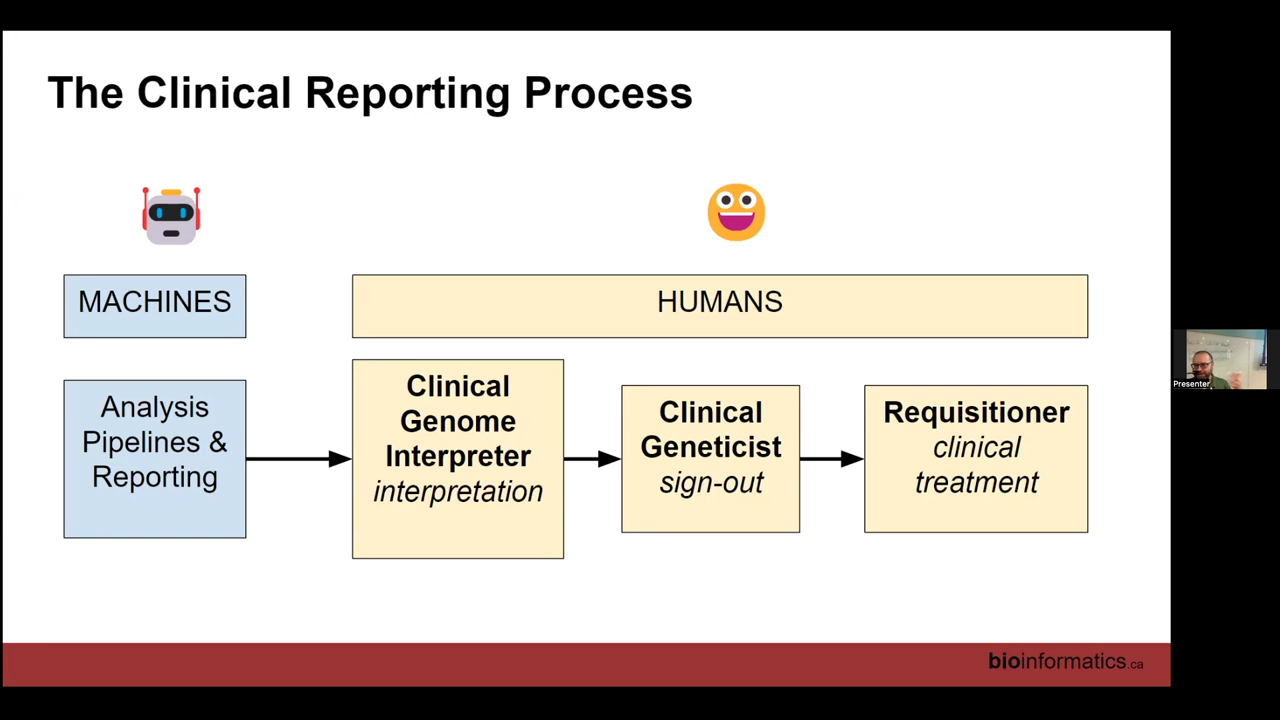 The Clinical Reporting Process
MACHINES
HUMANS
Analysis
Pipelines &
Reporting
Clinical
Genome
Interpreter
interpretation
Clinical
Geneticist
sign-out
Requisitioner
clinical
treatment
Presenter
bioinformatics.ca